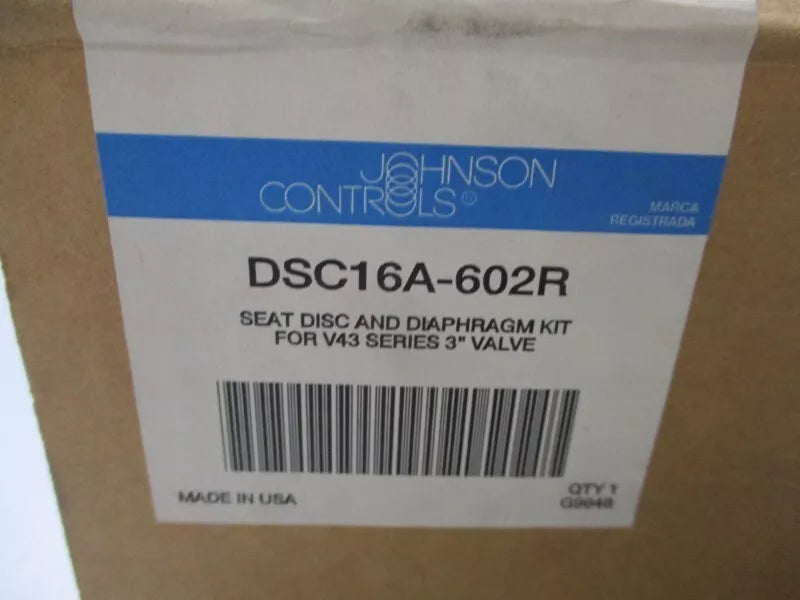 JOHNSON
CONTROLS®
MARCA
REGISTRADA
DSC16A-602R
SEAT DISC AND DIAPHRAGM KIT
FOR V43 SERIES 3" VALVE
MADE IN USA
QTY 1
G9648